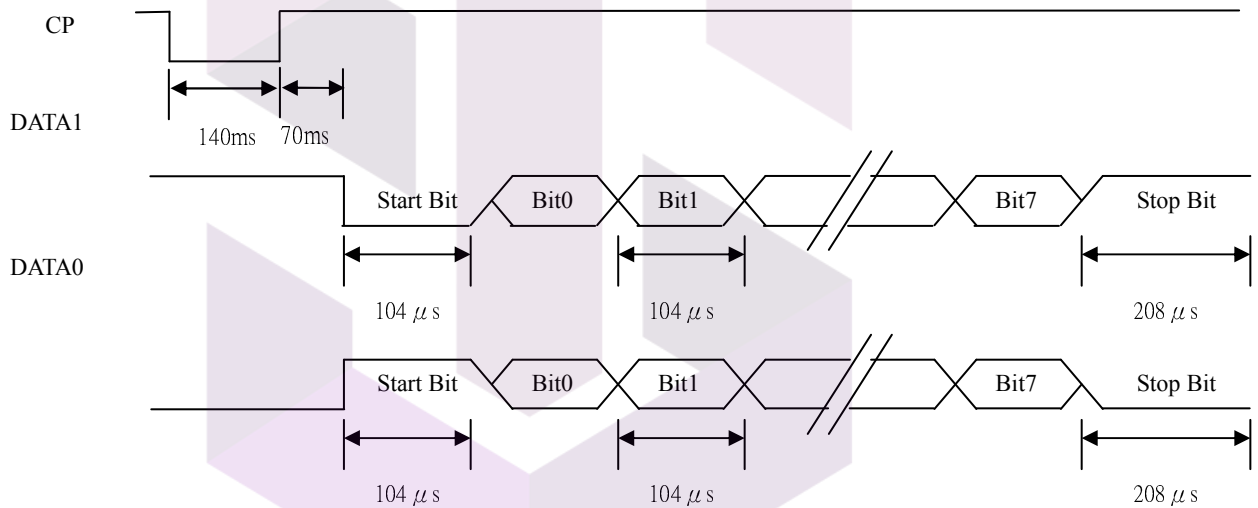 CP
140ms 70ms
DATA1
Start Bit Bit0 Bit1 Bit7 Stop Bit
104 μs 104 μs 208 μs
DATA0
Start Bit Bit0 Bit1 Bit7 Stop Bit
104 μs 104 μs 208 μs